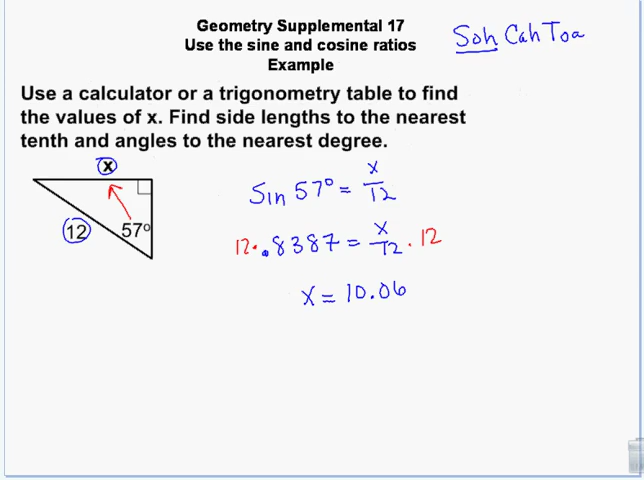 Geometry Supplemental 17
Use the sine and cosine ratios
Example
Soh Cah Toa
Use a calculator or a trigonometry table to find
the values of x. Find side lengths to the nearest
tenth and angles to the nearest degree.
x
12
57°
Sin 57° = x/12
12 · .8387 = x/12 · 12
x = 10.06